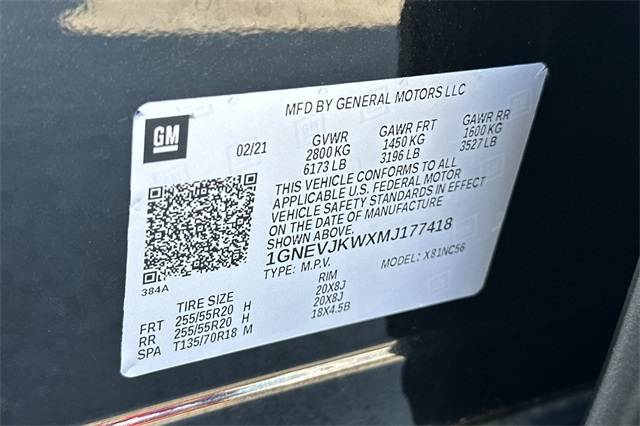 MFD BY GENERAL MOTORS LLC
GM
02/21
GVWR
2800 KG
6173 LB
GAWR FRT
1450 KG
3196 LB
GAWR RR
1600 KG
3527 LB
THIS VEHICLE CONFORMS TO ALL
APPLICABLE U.S. FEDERAL MOTOR
VEHICLE SAFETY STANDARDS IN EFFECT
ON THE DATE OF MANUFACTURE
SHOWN ABOVE.
1GNEVJKWXMJ177418
TYPE: M.P.V.
MODEL: X81NC56
384A
TIRE SIZE RIM
FRT 255/55R20 H 20X8J
RR 255/55R20 H 20X8J
SPA T135/70R18 M 18X4.5B